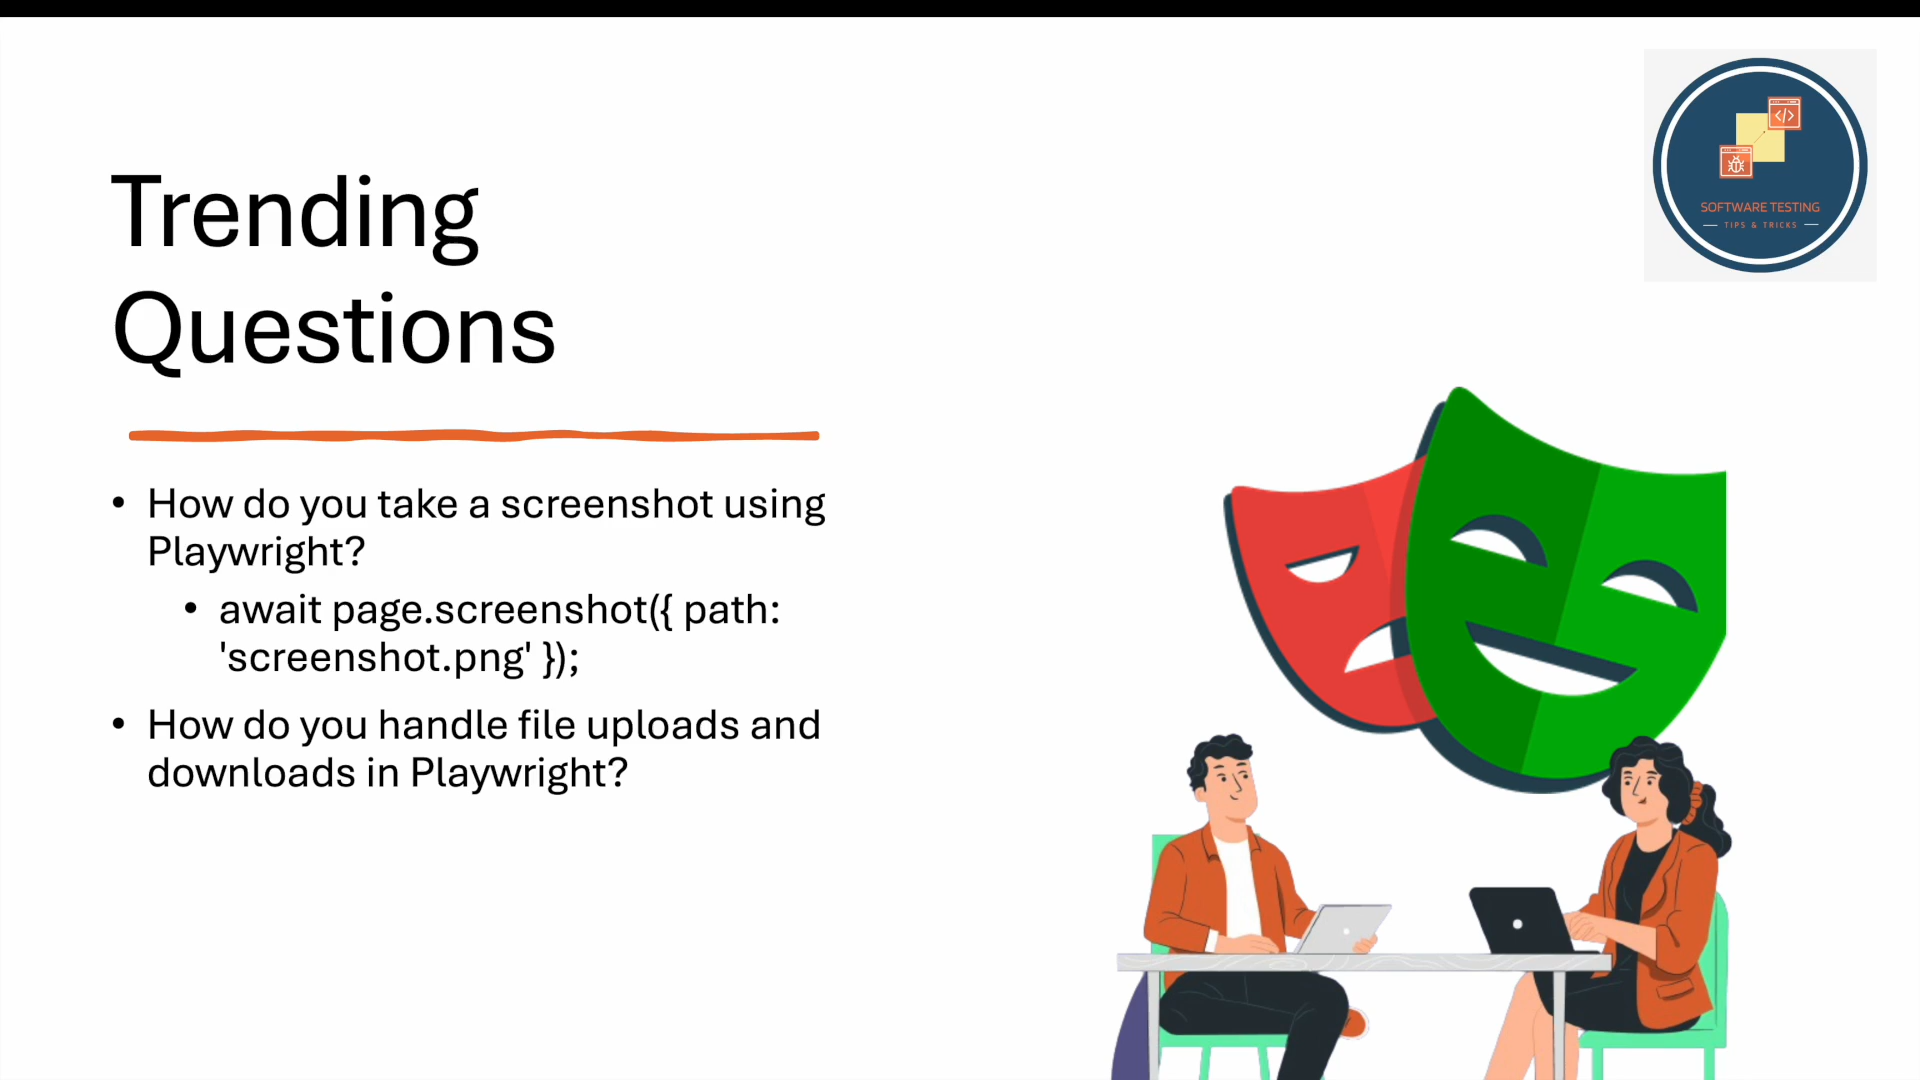 Trending
Questions
• How do you take a screenshot using
Playwright?
• await page.screenshot({ path:
'screenshot.png' });
• How do you handle file uploads and
downloads in Playwright?
</>
SOFTWARE TESTING
TIPS & TRICKS